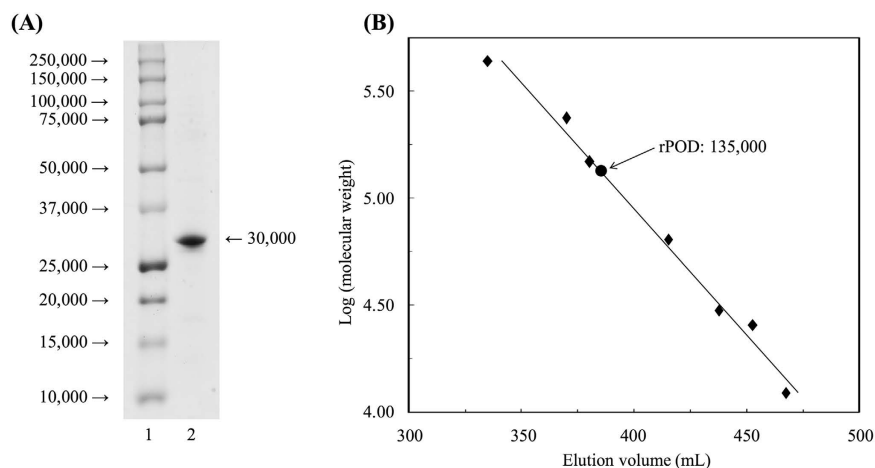 (A)
250,000 →
150,000 →
100,000 →
75,000 →
50,000 →
37,000 →
← 30,000
25,000 →
20,000 →
15,000 →
10,000 →
1 2
(B)
Log (molecular weight)
5.50
5.00
4.50
4.00
rPOD: 135,000
300 350 400 450 500
Elution volume (mL)